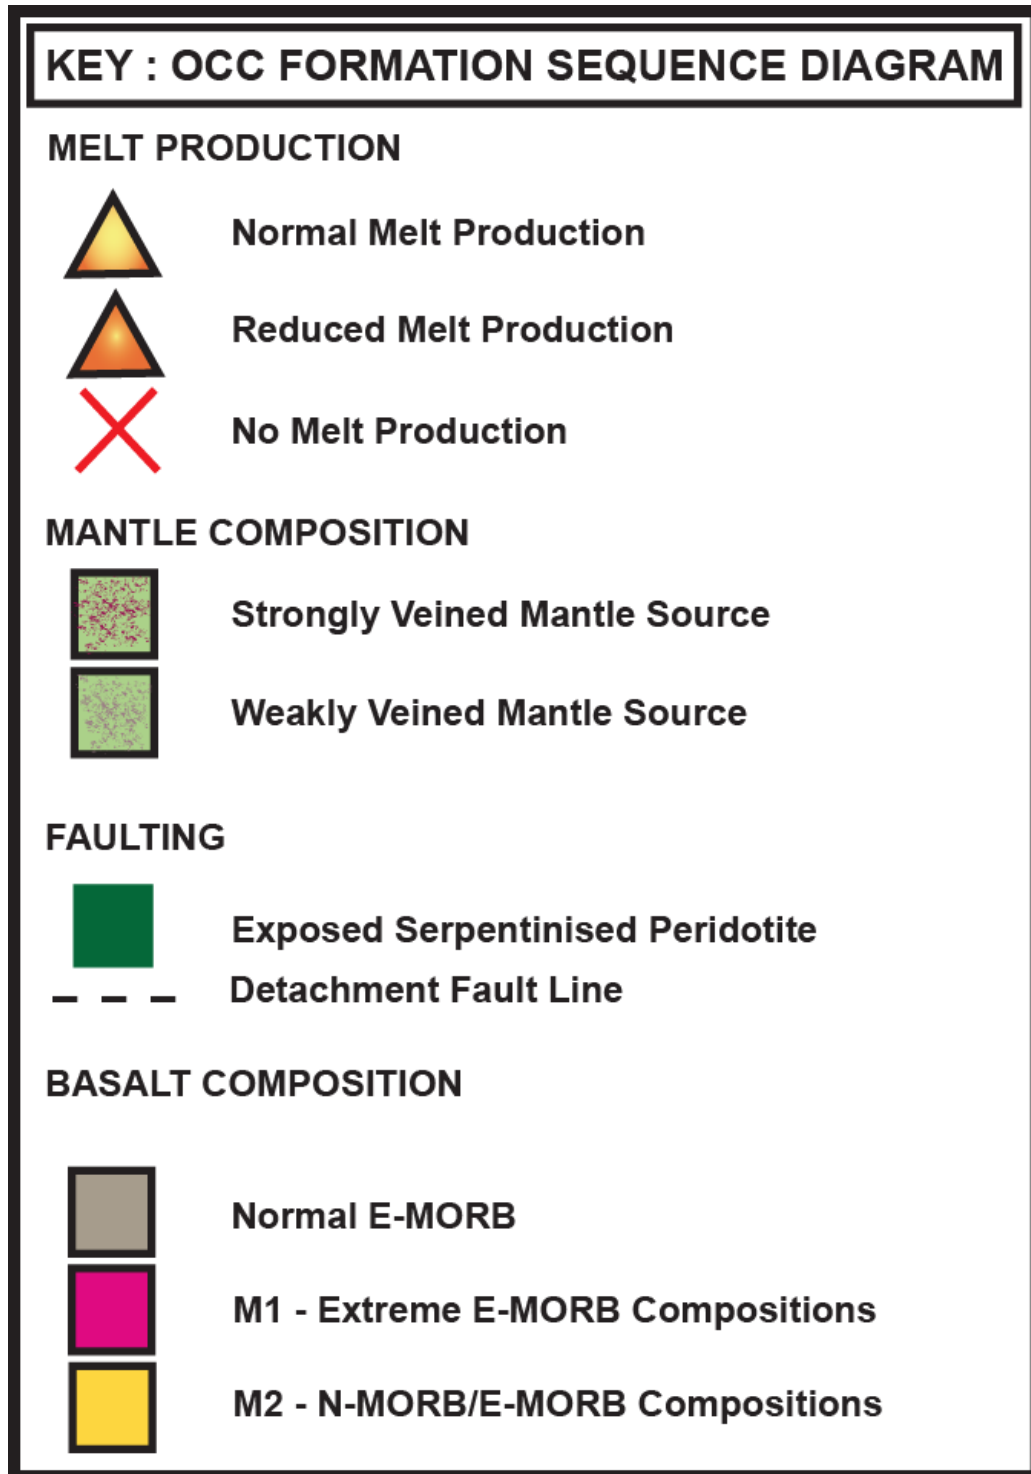 KEY : OCC FORMATION SEQUENCE DIAGRAM
MELT PRODUCTION
Normal Melt Production
Reduced Melt Production
No Melt Production
MANTLE COMPOSITION
Strongly Veined Mantle Source
Weakly Veined Mantle Source
FAULTING
Exposed Serpentinised Peridotite
Detachment Fault Line
BASALT COMPOSITION
Normal E-MORB
M1 - Extreme E-MORB Compositions
M2 - N-MORB/E-MORB Compositions